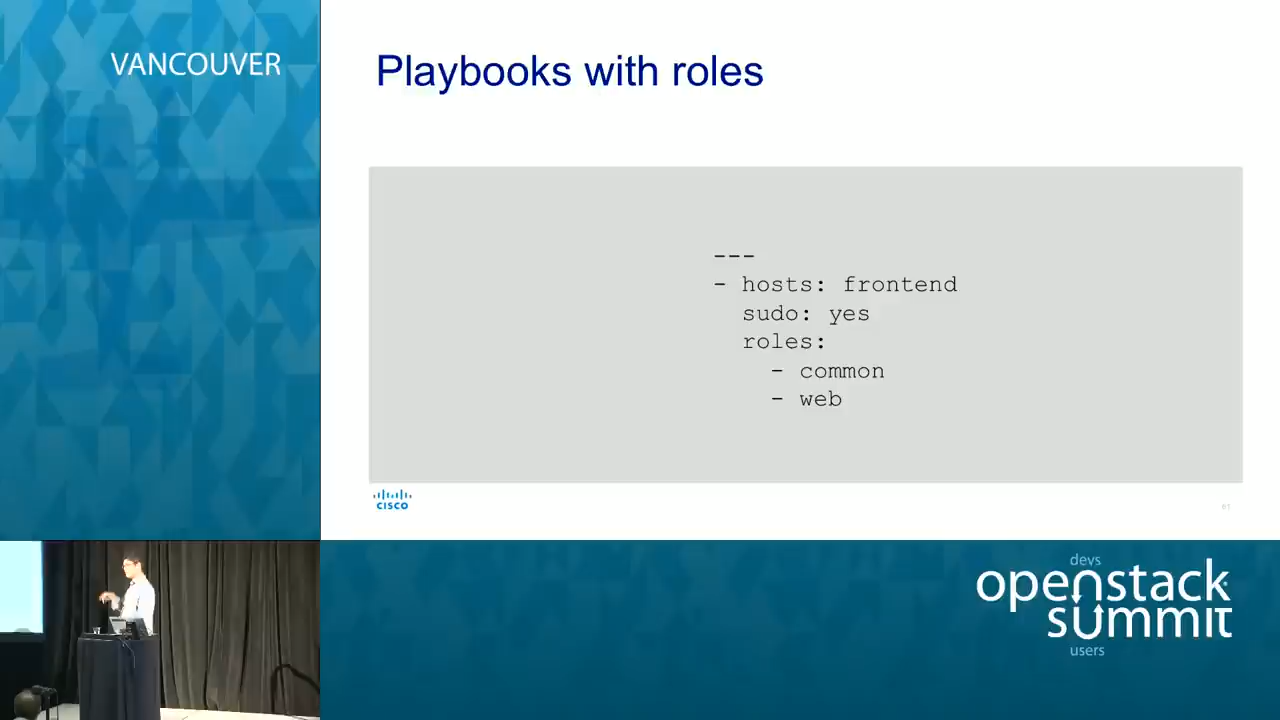 VANCOUVER
Playbooks with roles
---
- hosts: frontend
  sudo: yes
  roles:
    - common
    - web
CISCO
devs
openstack
summit
users